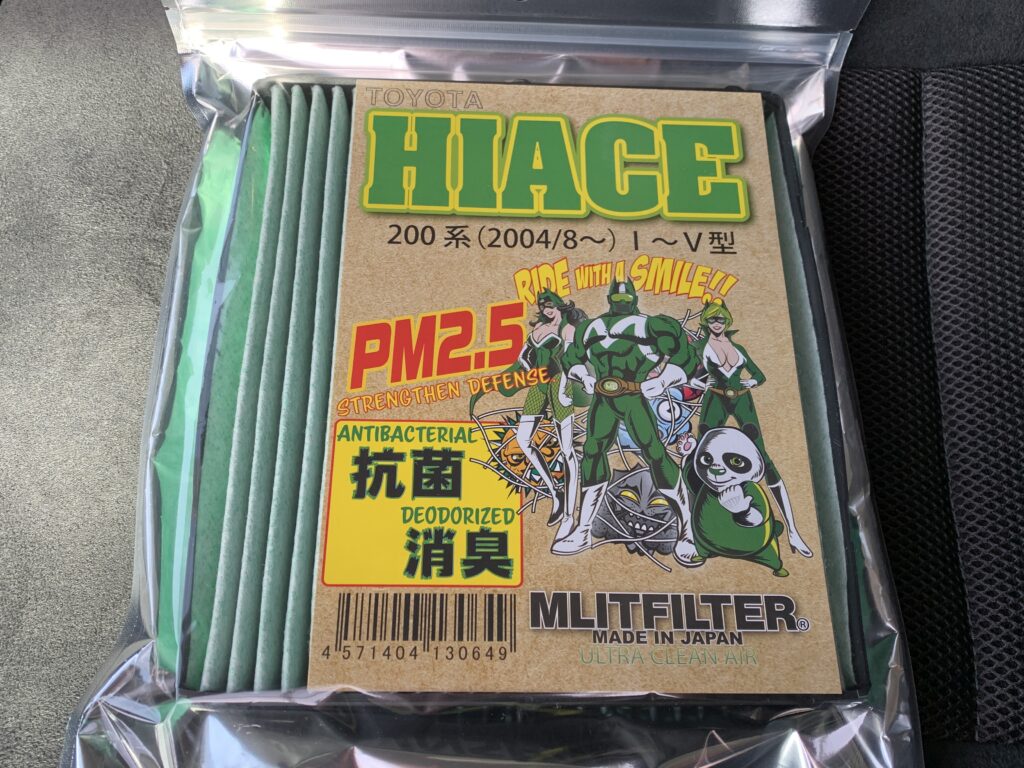 TOYOTA
HIACE
200系(2004/8～)Ⅰ～Ⅴ型
RIDE WITH A SMILE!!
PM2.5
STRENGTHEN DEFENSE
ANTIBACTERIAL
抗菌
DEODORIZED
消臭
4 571404 130649
MLITFILTER®
MADE IN JAPAN
ULTRA CLEAN AIR